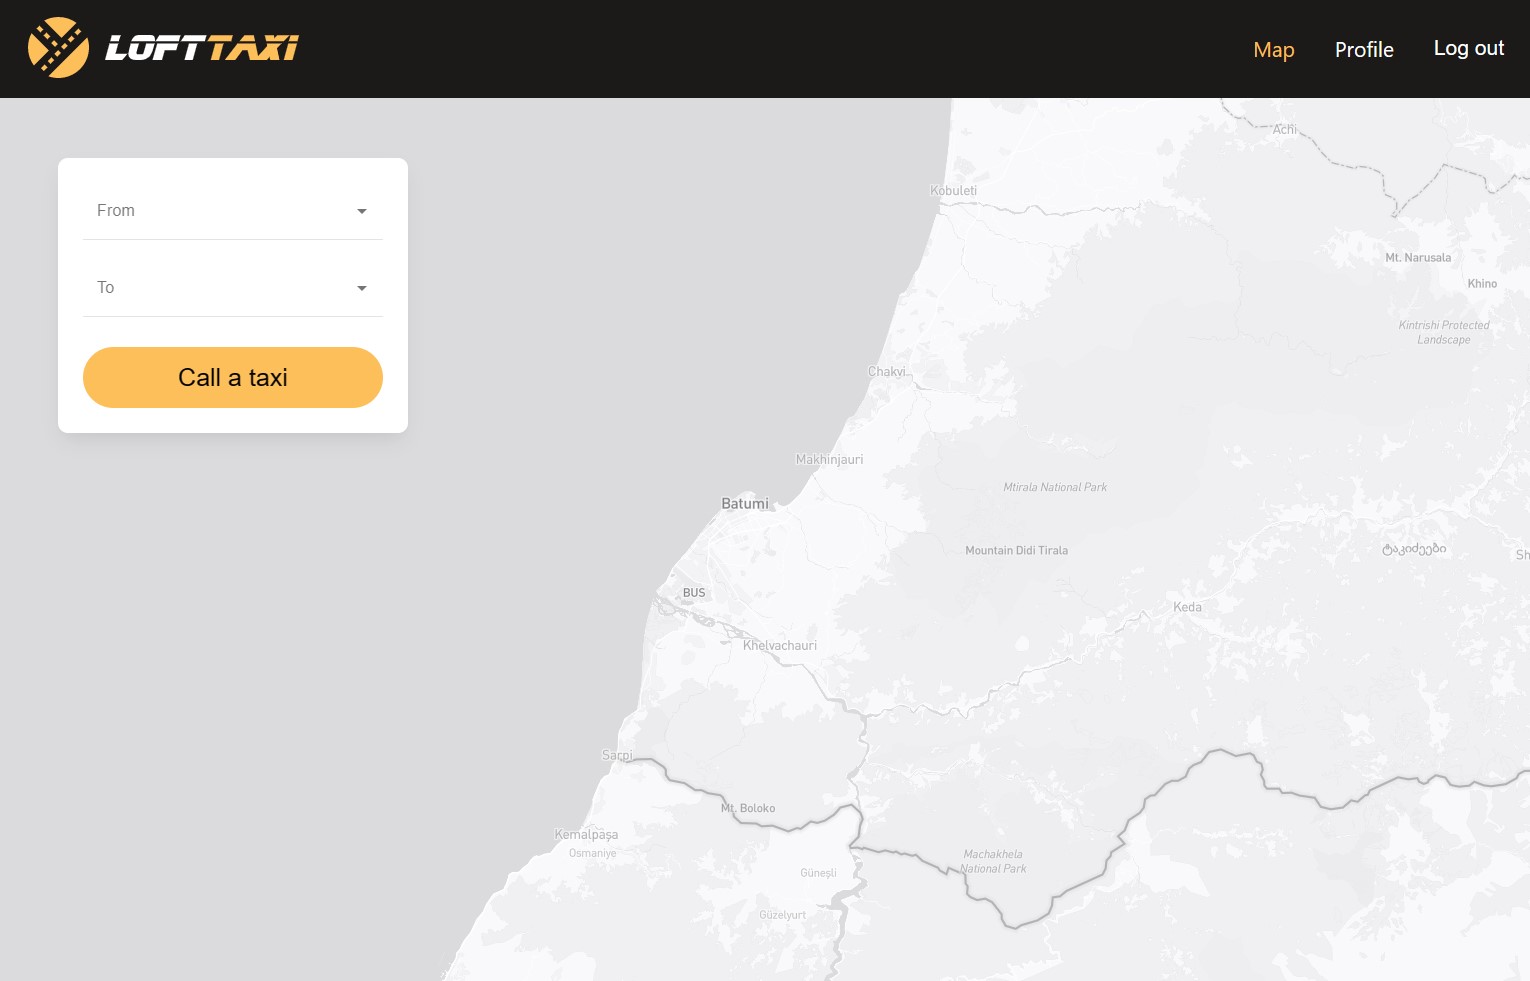 LOFTTAXI
Map
Profile
Log out
From
To
Call a taxi
Achi
Kobuleti
Mt. Narusala
Khino
Kintrishi Protected
Landscape
Chakvi
Makhinjauri
Mtirala National Park
Batumi
Mountain Didi Tirala
ტაკიძეები
Sh
BUS
Keda
Khelvachauri
Sarpi
Mt. Boloko
Kemalpaşa
Osmaniye
Machakhela
National Park
Güneşli
Güzelyurt